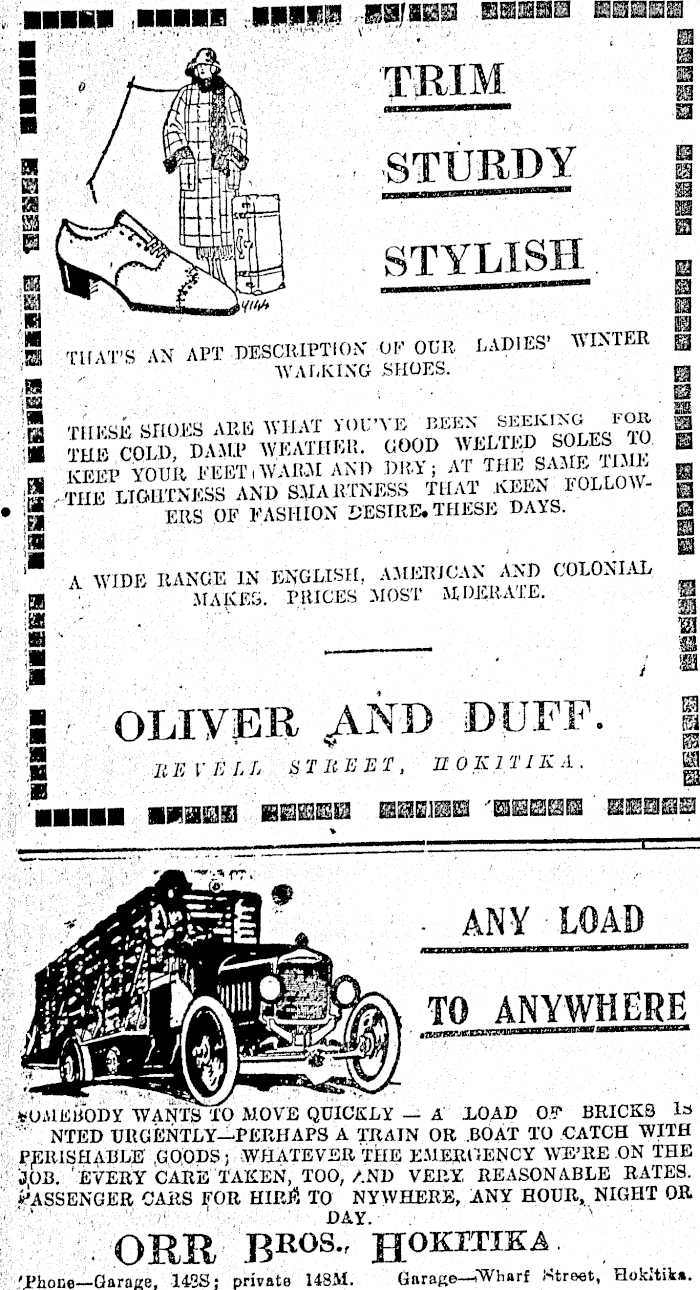 TRIM
STURDY
STYLISH
4144
THAT'S AN APT DESCRIPTION OF OUR LADIES' WINTER
WALKING SHOES.
THESE SHOES ARE WHAT YOU'VE BEEN SEEKING FOR
THE COLD, DAMP WEATHER. GOOD WELTED SOLES TO
KEEP YOUR FEET WARM AND DRY; AT THE SAME TIME
THE LIGHTNESS AND SMARTNESS THAT KEEN FOLLOW-
ERS OF FASHION DESIRE THESE DAYS.
A WIDE RANGE IN ENGLISH, AMERICAN AND COLONIAL
MAKES. PRICES MOST MDERATE.
OLIVER AND DUFF.
REVELL STREET, HOKITIKA.
ANY LOAD
TO ANYWHERE
SOMEBODY WANTS TO MOVE QUICKLY — A LOAD OF BRICKS IS
NTED URGENTLY—PERHAPS A TRAIN OR BOAT TO CATCH WITH
PERISHABLE GOODS; WHATEVER THE EMERGENCY WE'RE ON THE
JOB. EVERY CARE TAKEN, TOO, AND VERY REASONABLE RATES.
PASSENGER CARS FOR HIRE TO NYWHERE, ANY HOUR, NIGHT OR
DAY.
ORR BROS., HOKITIKA
'Phone—Garage, 142S; private 148M. Garage—Wharf Street, Hokitika.